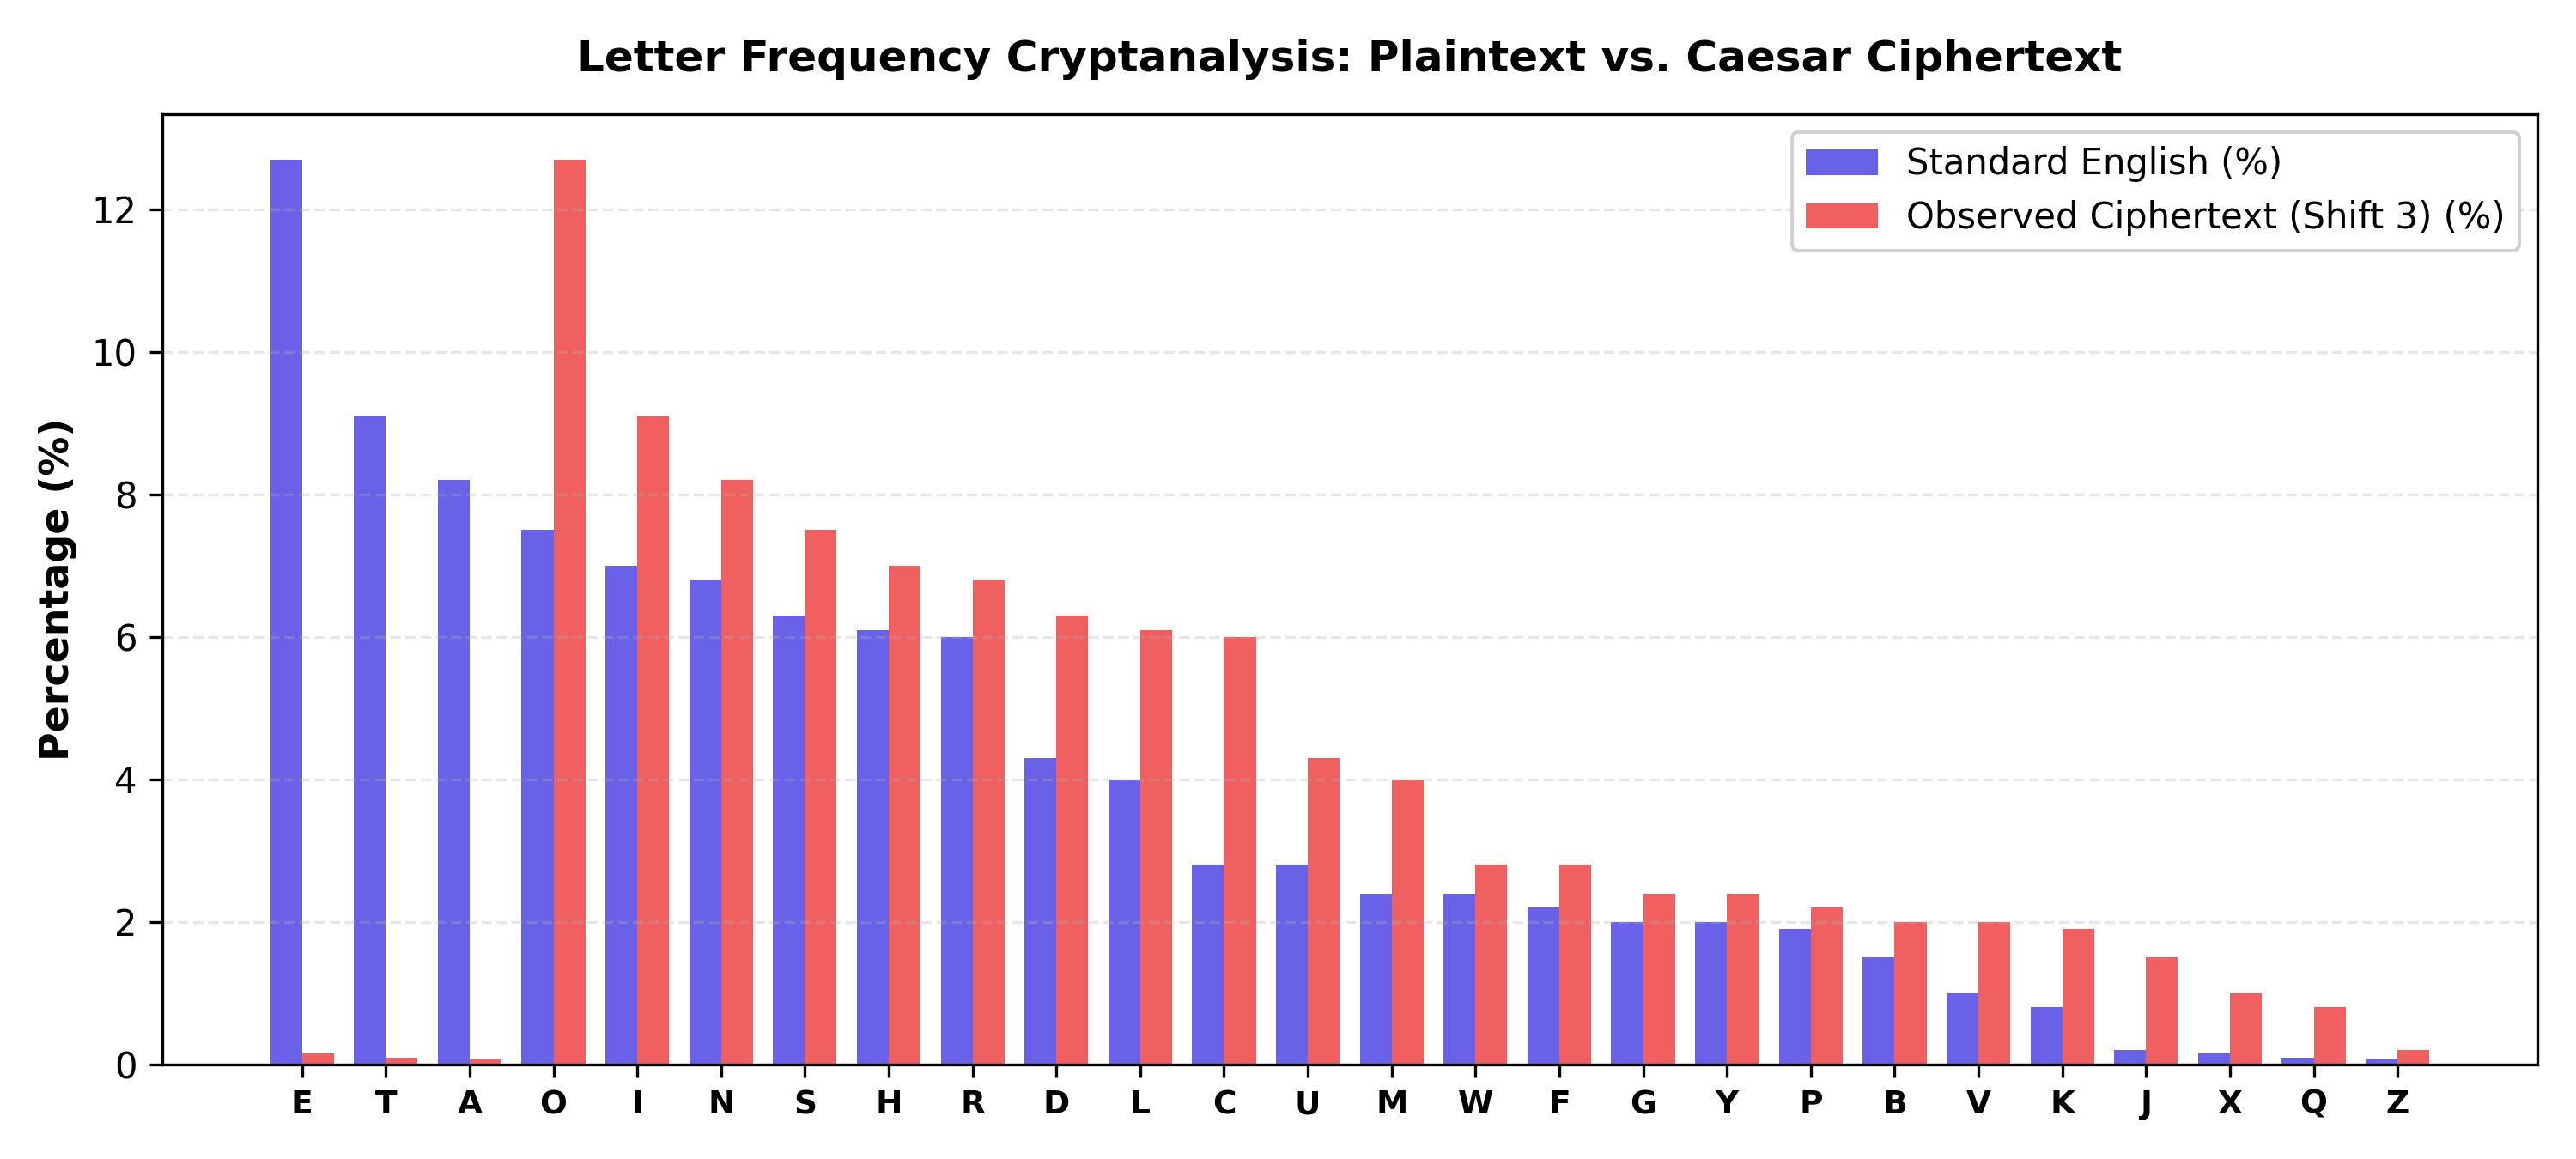 Letter Frequency Cryptanalysis: Plaintext vs. Caesar Ciphertext
Standard English (%)
Observed Ciphertext (Shift 3) (%)
Percentage (%)
12
10
8
6
4
2
0
E T A O I N S H R D L C U M W F G Y P B V K J X Q Z